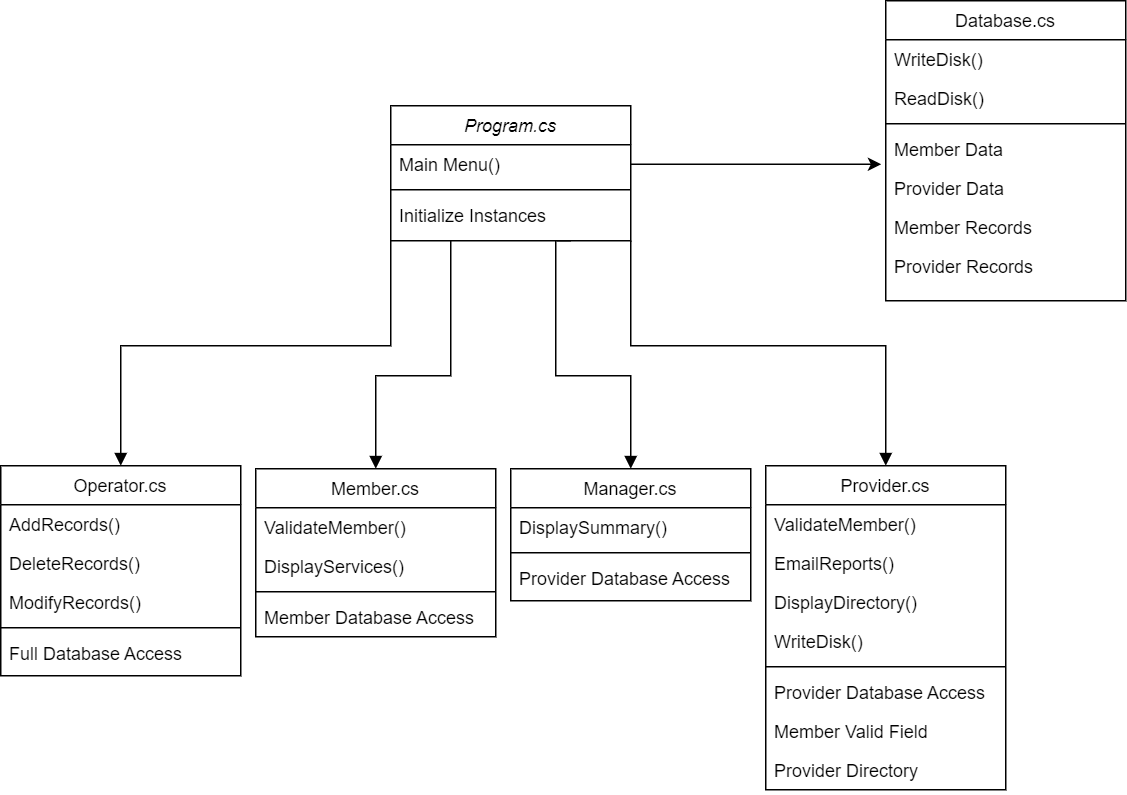 Database.cs
WriteDisk()
ReadDisk()
Member Data
Provider Data
Member Records
Provider Records
Program.cs
Main Menu()
Initialize Instances
Operator.cs
AddRecords()
DeleteRecords()
ModifyRecords()
Full Database Access
Member.cs
ValidateMember()
DisplayServices()
Member Database Access
Manager.cs
DisplaySummary()
Provider Database Access
Provider.cs
ValidateMember()
EmailReports()
DisplayDirectory()
WriteDisk()
Provider Database Access
Member Valid Field
Provider Directory